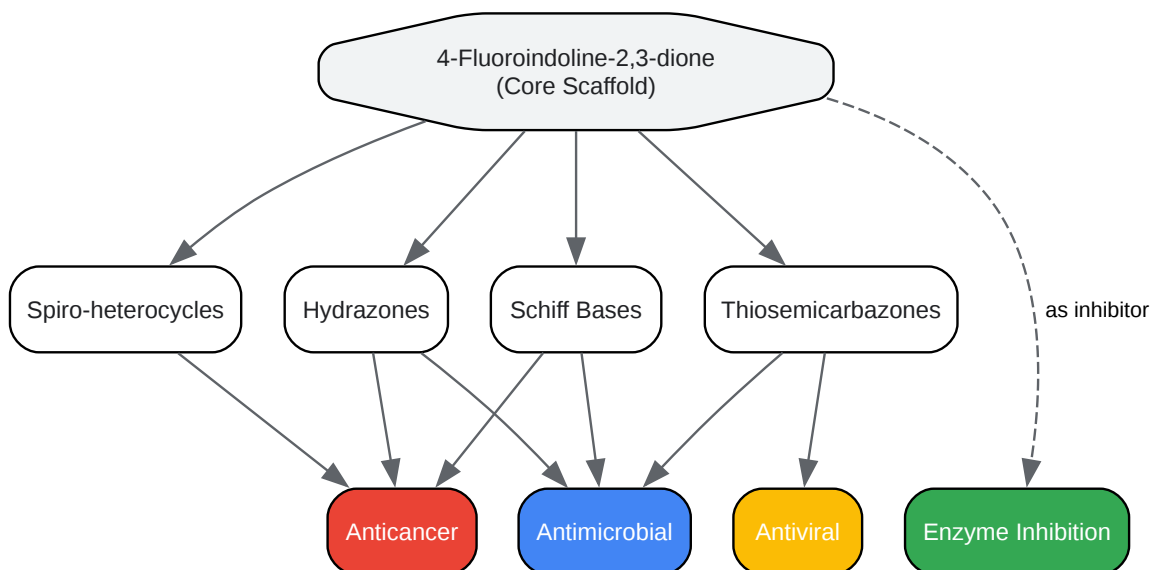 4-Fluoroindoline-2,3-dione
(Core Scaffold)
Spiro-heterocycles
Hydrazones
Schiff Bases
Thiosemicarbazones
as inhibitor
Anticancer
Antimicrobial
Antiviral
Enzyme Inhibition